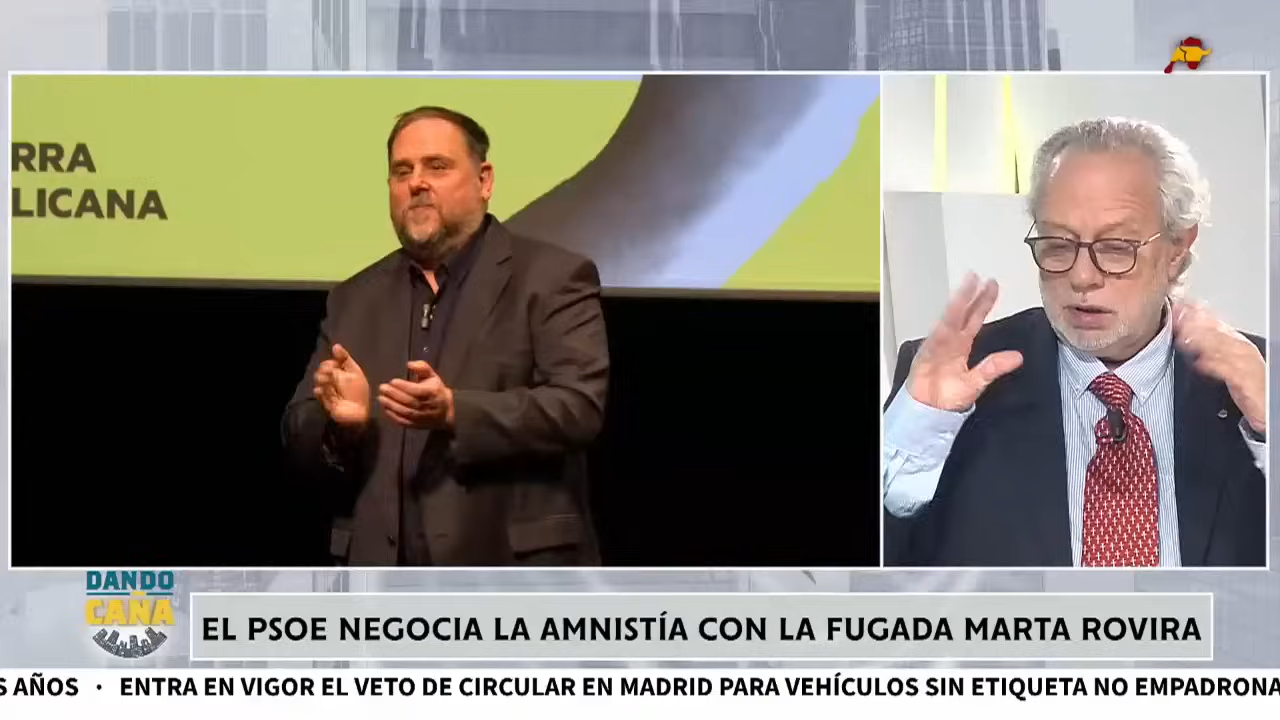 RRA
LICANA
DANDO
CAÑA
EL PSOE NEGOCIA LA AMNISTÍA CON LA FUGADA MARTA ROVIRA
S AÑOS · ENTRA EN VIGOR EL VETO DE CIRCULAR EN MADRID PARA VEHÍCULOS SIN ETIQUETA NO EMPADRONA